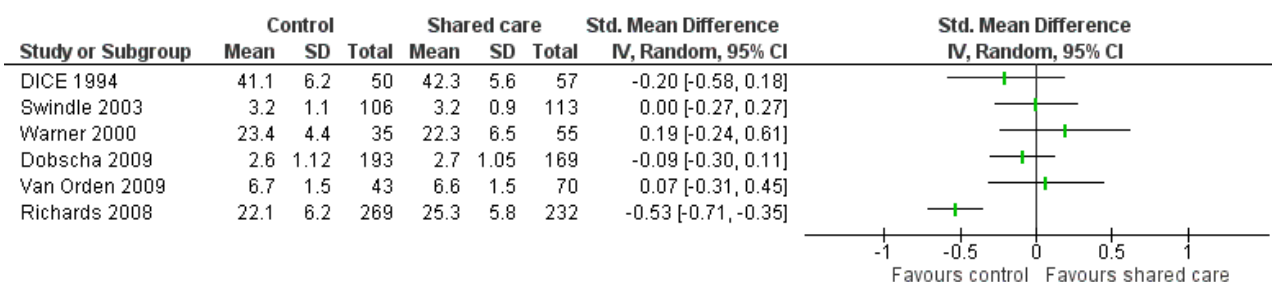 Control Shared care Std. Mean Difference Std. Mean Difference
Study or Subgroup Mean SD Total Mean SD Total IV, Random, 95% CI IV, Random, 95% CI
DICE 1994 41.1 6.2 50 42.3 5.6 57 -0.20 [-0.58, 0.18]
Swindle 2003 3.2 1.1 106 3.2 0.9 113 0.00 [-0.27, 0.27]
Warner 2000 23.4 4.4 35 22.3 6.5 55 0.19 [-0.24, 0.61]
Dobscha 2009 2.6 1.12 193 2.7 1.05 169 -0.09 [-0.30, 0.11]
Van Orden 2009 6.7 1.5 43 6.6 1.5 70 0.07 [-0.31, 0.45]
Richards 2008 22.1 6.2 269 25.3 5.8 232 -0.53 [-0.71, -0.35]
-1 -0.5 0 0.5 1
Favours control Favours shared care